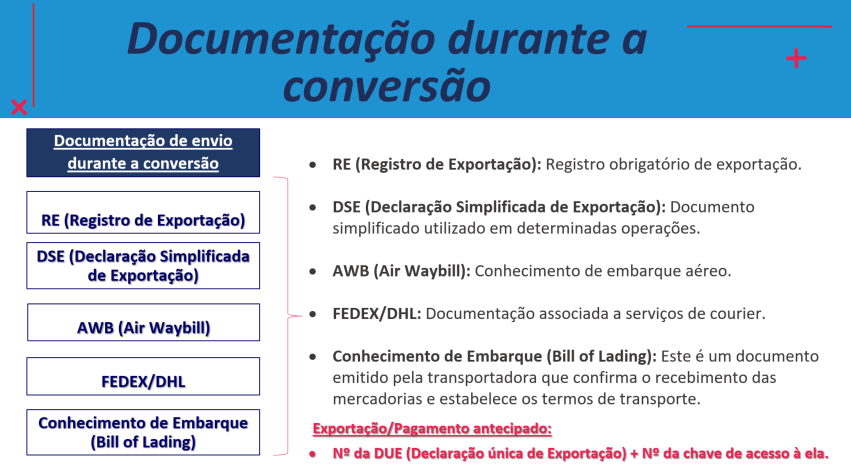 Documentação durante a
conversão
Documentação de envio
durante a conversão
RE (Registro de Exportação)
DSE (Declaração Simplificada
de Exportação)
AWB (Air Waybill)
FEDEX/DHL
Conhecimento de Embarque
(Bill of Lading)
• RE (Registro de Exportação): Registro obrigatório de exportação.
• DSE (Declaração Simplificada de Exportação): Documento
simplificado utilizado em determinadas operações.
• AWB (Air Waybill): Conhecimento de embarque aéreo.
• FEDEX/DHL: Documentação associada a serviços de courier.
• Conhecimento de Embarque (Bill of Lading): Este é um documento
emitido pela transportadora que confirma o recebimento das
mercadorias e estabelece os termos de transporte.
Exportação/Pagamento antecipado:
• Nº da DUE (Declaração única de Exportação) + Nº da chave de acesso à ela.